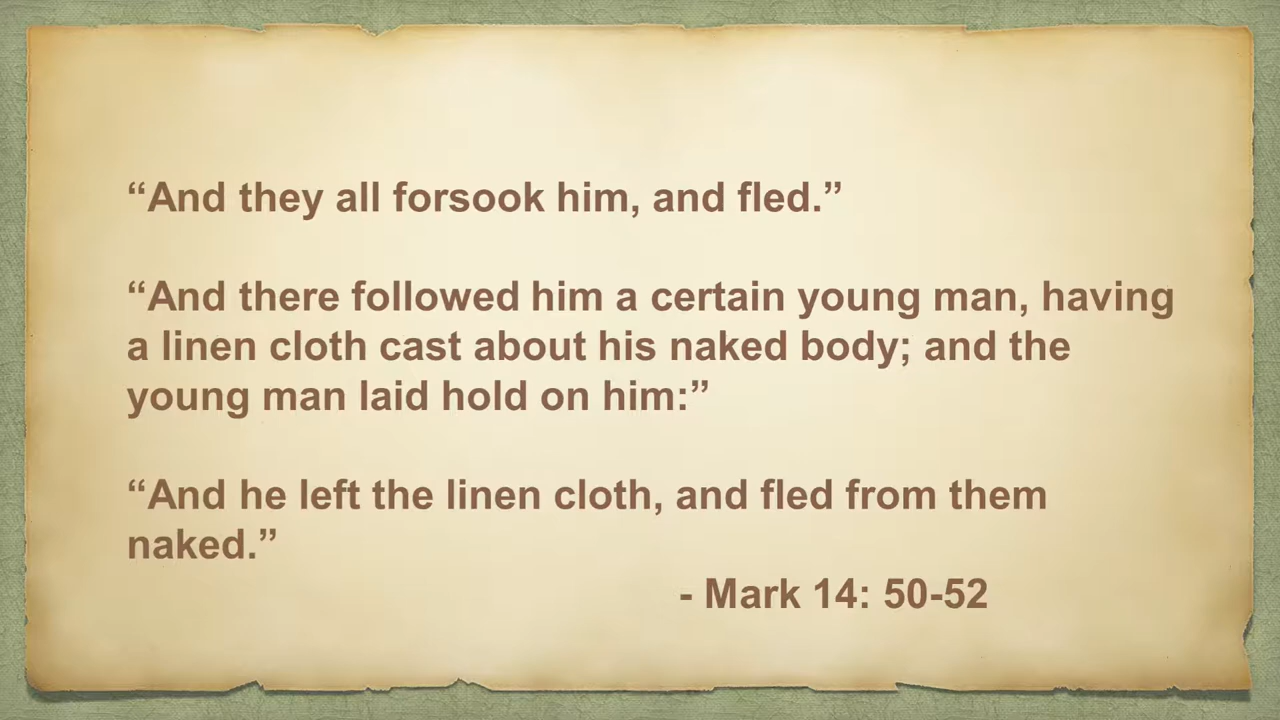 “And they all forsook him, and fled.”
“And there followed him a certain young man, having
a linen cloth cast about his naked body; and the
young man laid hold on him:”
“And he left the linen cloth, and fled from them
naked.”
- Mark 14: 50-52